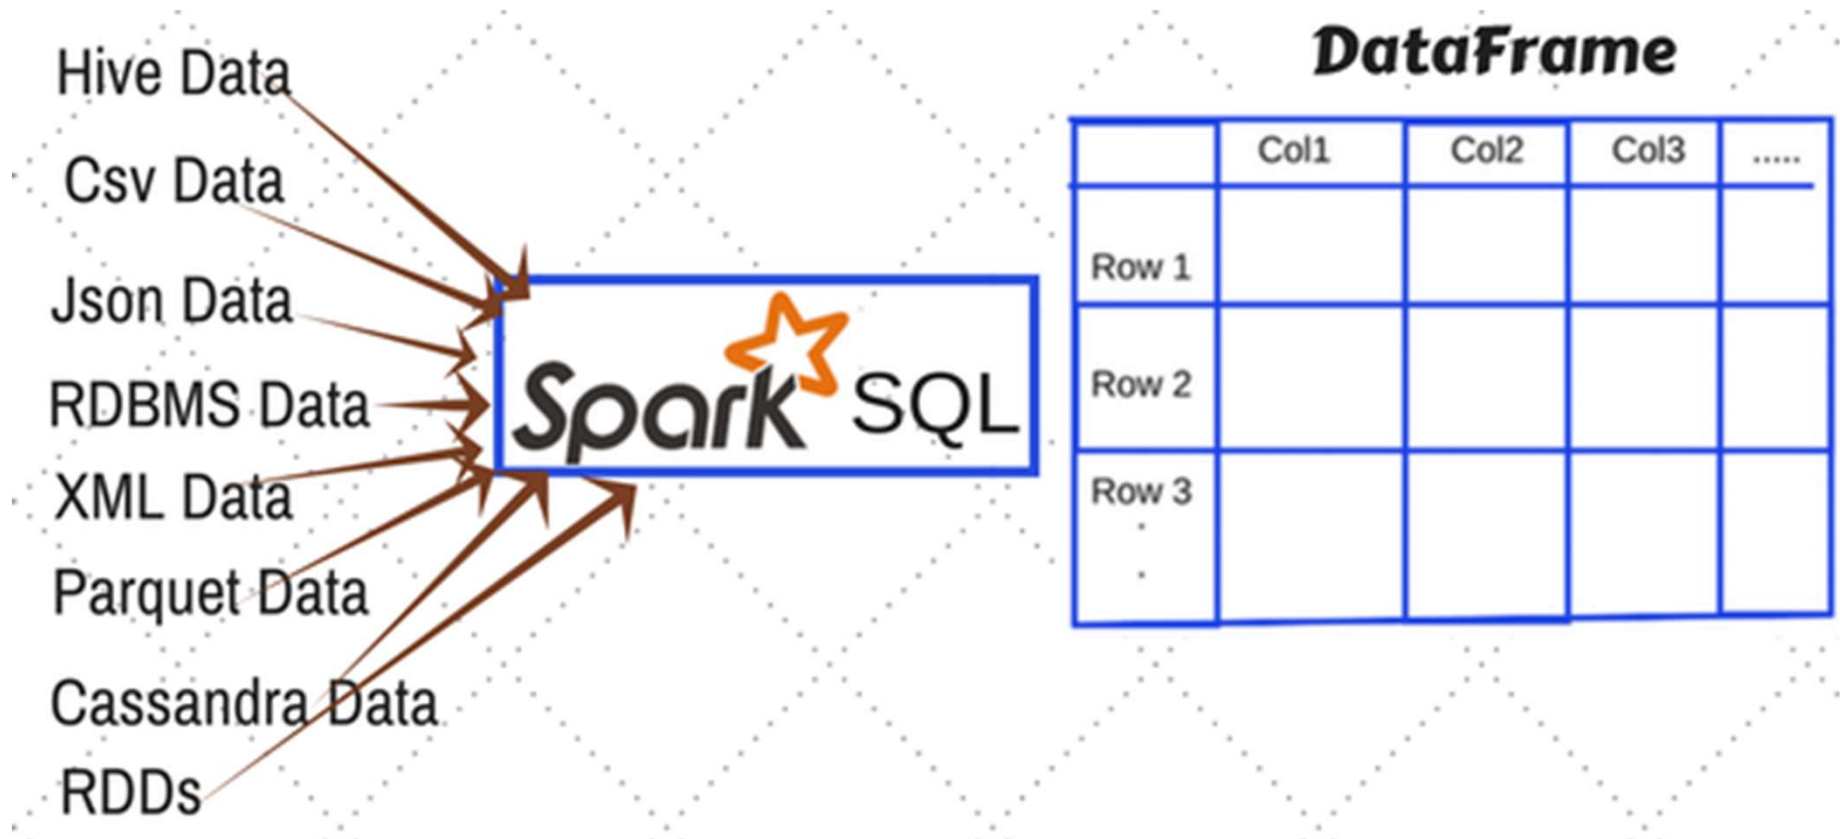 Hive Data
Csv Data
Json Data
RDBMS Data
XML Data
Parquet Data
Cassandra Data
RDDs
Spark SQL
DataFrame
Col1 Col2 Col3 .....
Row 1
Row 2
Row 3
.
.